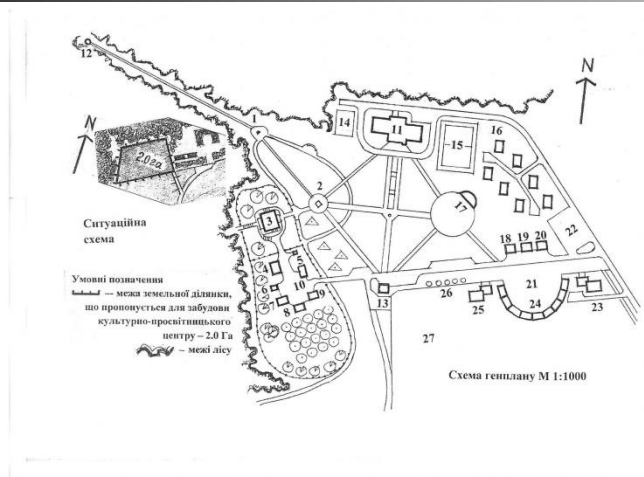 12
N
1
N
2.0га
Ситуаційна
схема
Умовні позначення
— межа земельної ділянки,
що пропонується для забудови
культурно-просвітницького
центру – 2.0 Га
– межі лісу
2
3
4
5
6
7
8
9
10
11
14
15
16
17
18 19 20
22
13
26
25
21
24
23
27
Схема генплану М 1:1000